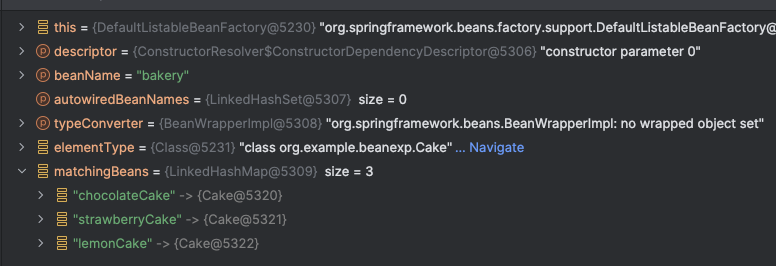 this = {DefaultListableBeanFactory@5230} "org.springframework.beans.factory.support.DefaultListableBeanFactory@
P descriptor = {ConstructorResolver$ConstructorDependencyDescriptor@5306} "constructor parameter 0"
P beanName = "bakery"
P autowiredBeanNames = {LinkedHashSet@5307} size = 0
P typeConverter = {BeanWrapperImpl@5308} "org.springframework.beans.BeanWrapperImpl: no wrapped object set"
elementType = {Class@5231} "class org.example.beanexp.Cake" ... Navigate
matchingBeans = {LinkedHashMap@5309} size = 3
"chocolateCake" -> {Cake@5320}
"strawberryCake" -> {Cake@5321}
"lemonCake" -> {Cake@5322}